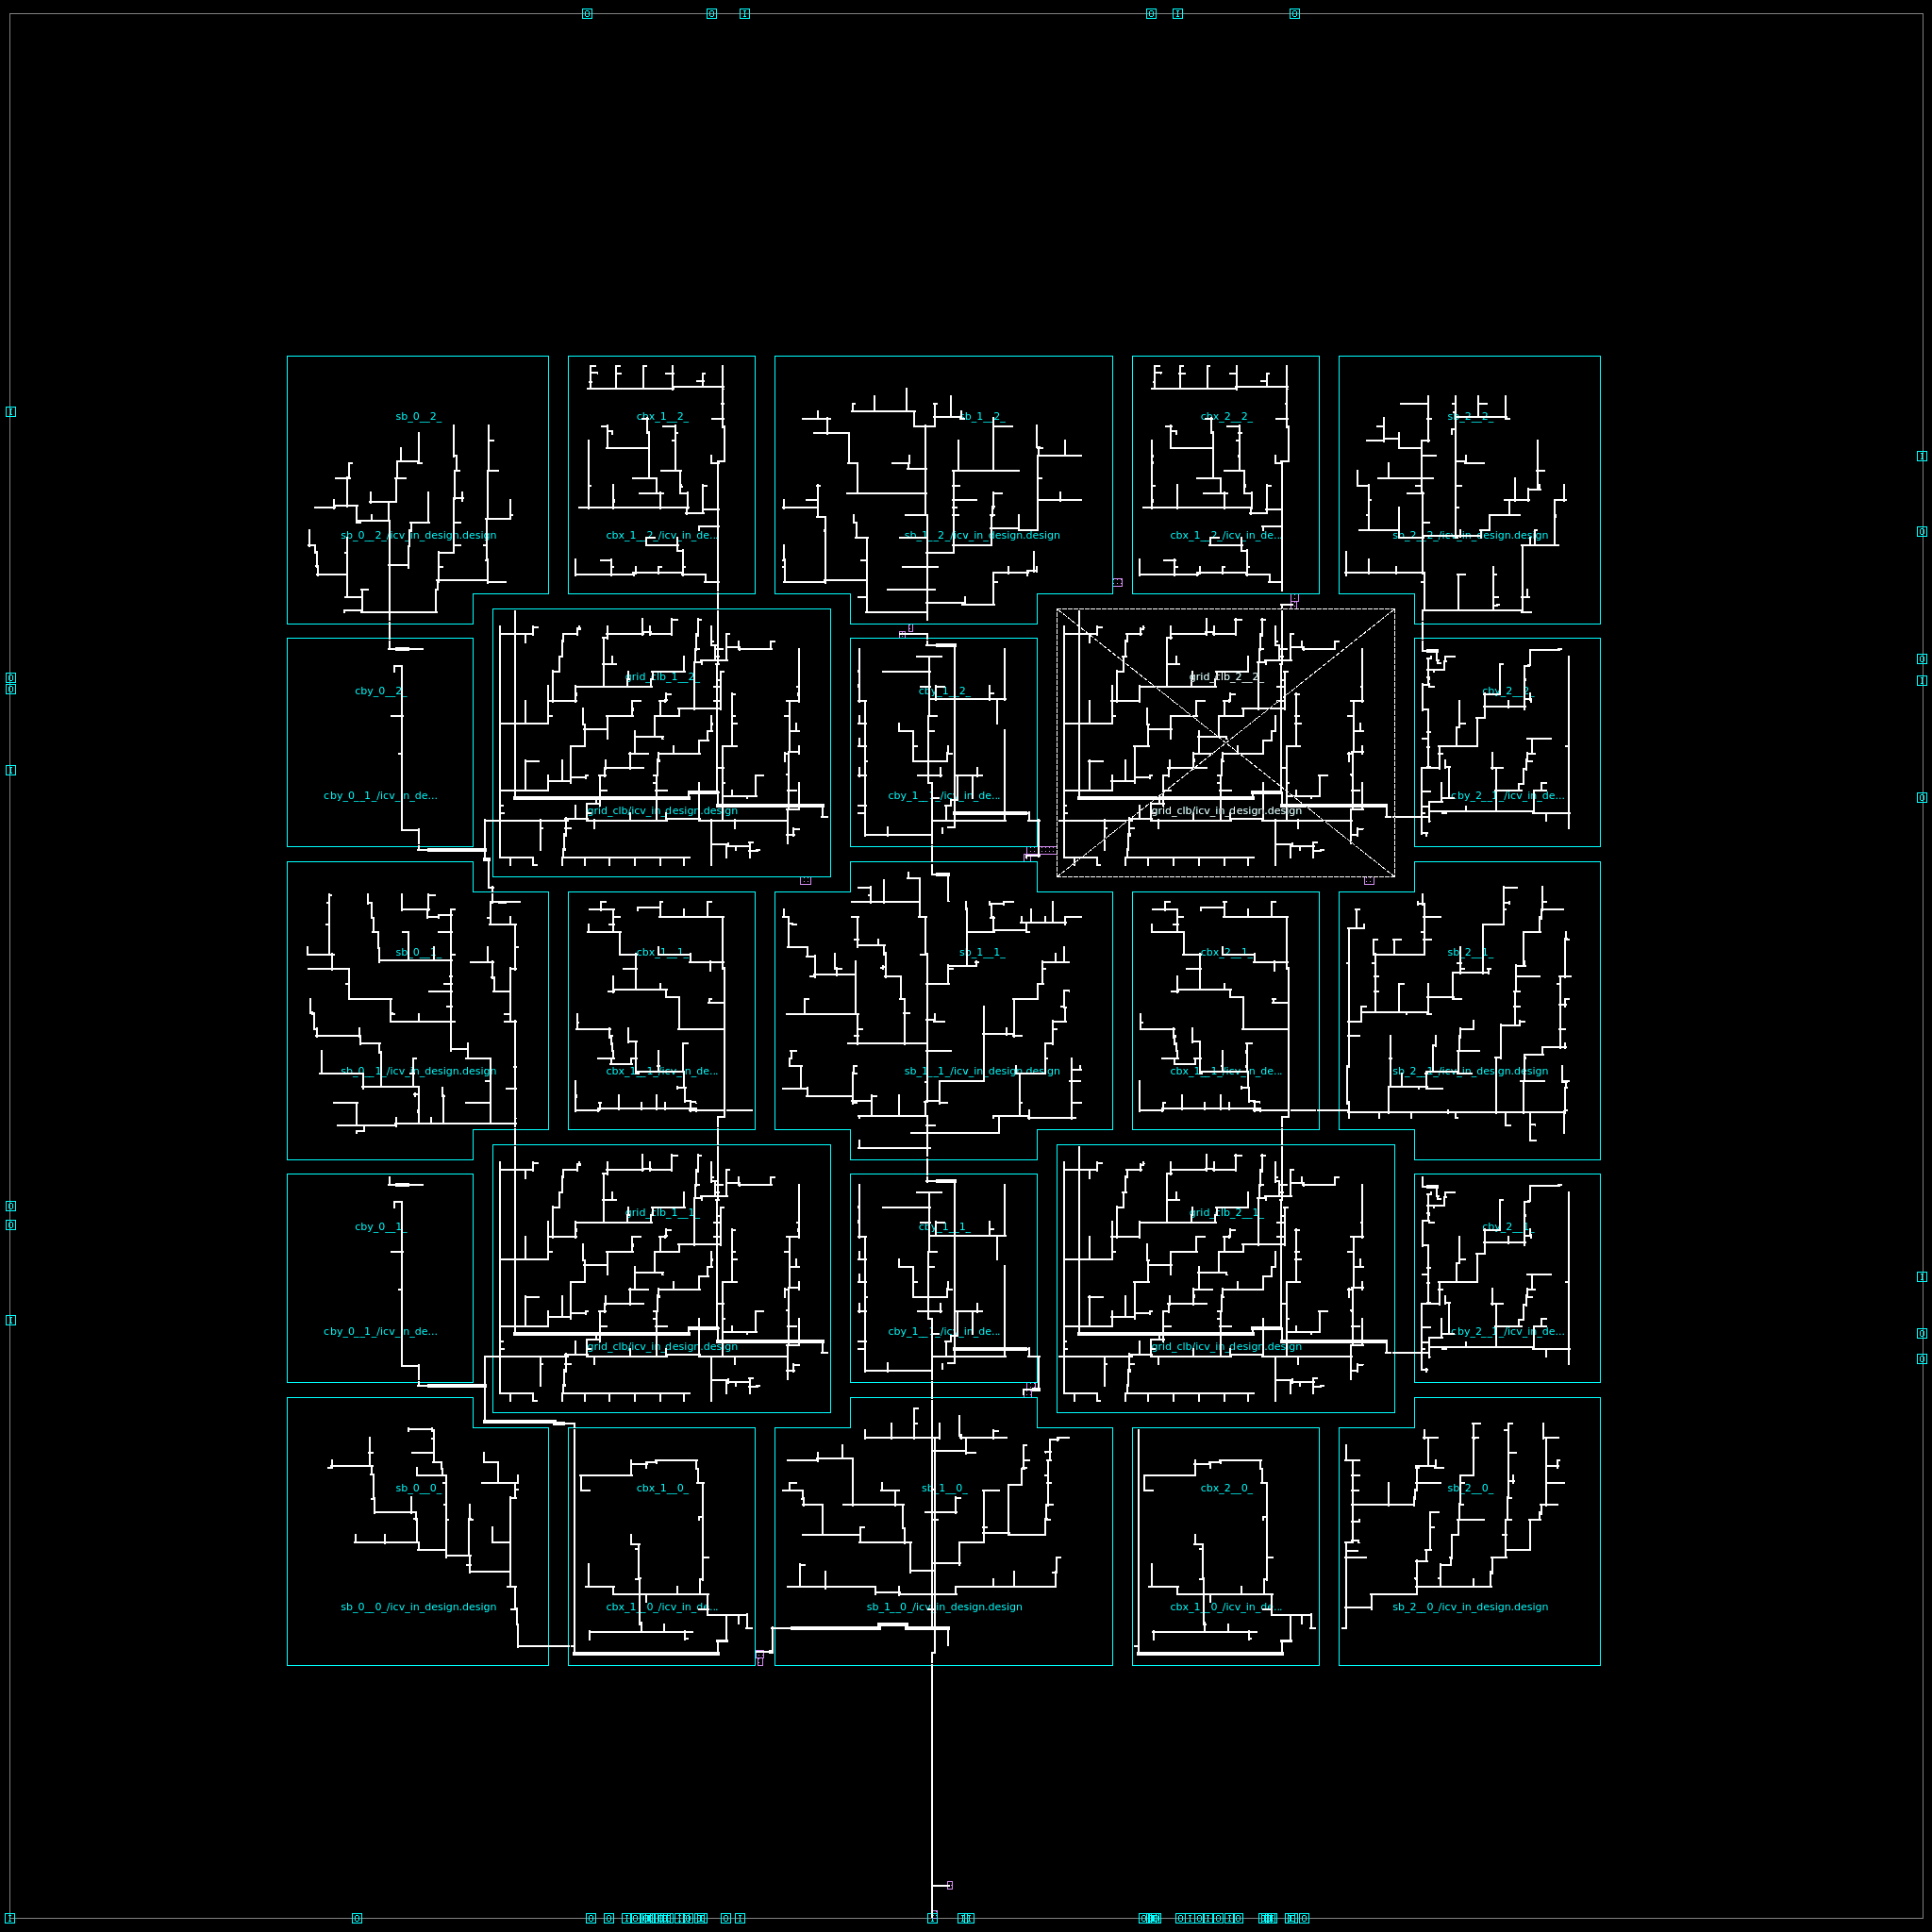 O O I O I O
sb_0__2_ cbx_1__2_ sb_1__2_ cbx_2__2_ sb_2__2_
sb_0__2_/icv_in_design.design cbx_1__2_/icv_in_de... sb_1__2_/icv_in_design.design cbx_1__2_/icv_in_de... sb_2__2_/icv_in_design.design
grid_clb_1__2_ grid_clb_2__2_
cby_0__2_ cby_1__2_ cby_2__2_
cby_0__1_/icv_in_de... cby_1__1_/icv_in_de... cby_2__1_/icv_in_de...
grid_clb/icv_in_design.design grid_clb/icv_in_design.design
sb_0__1_ cbx_1__1_ sb_1__1_ cbx_2__1_ sb_2__1_
sb_0__1_/icv_in_design.design cbx_1__1_/icv_in_de... sb_1__1_/icv_in_design.design cbx_1__1_/icv_in_de... sb_2__1_/icv_in_design.design
grid_clb_1__1_ grid_clb_2__1_
cby_0__1_ cby_1__1_ cby_2__1_
cby_0__1_/icv_in_de... cby_1__1_/icv_in_de... cby_2__1_/icv_in_de...
grid_clb/icv_in_design.design grid_clb/icv_in_design.design
sb_0__0_ cbx_1__0_ sb_1__0_ cbx_2__0_ sb_2__0_
sb_0__0_/icv_in_design.design cbx_1__0_/icv_in_de... sb_1__0_/icv_in_design.design cbx_1__0_/icv_in_de... sb_2__0_/icv_in_design.design